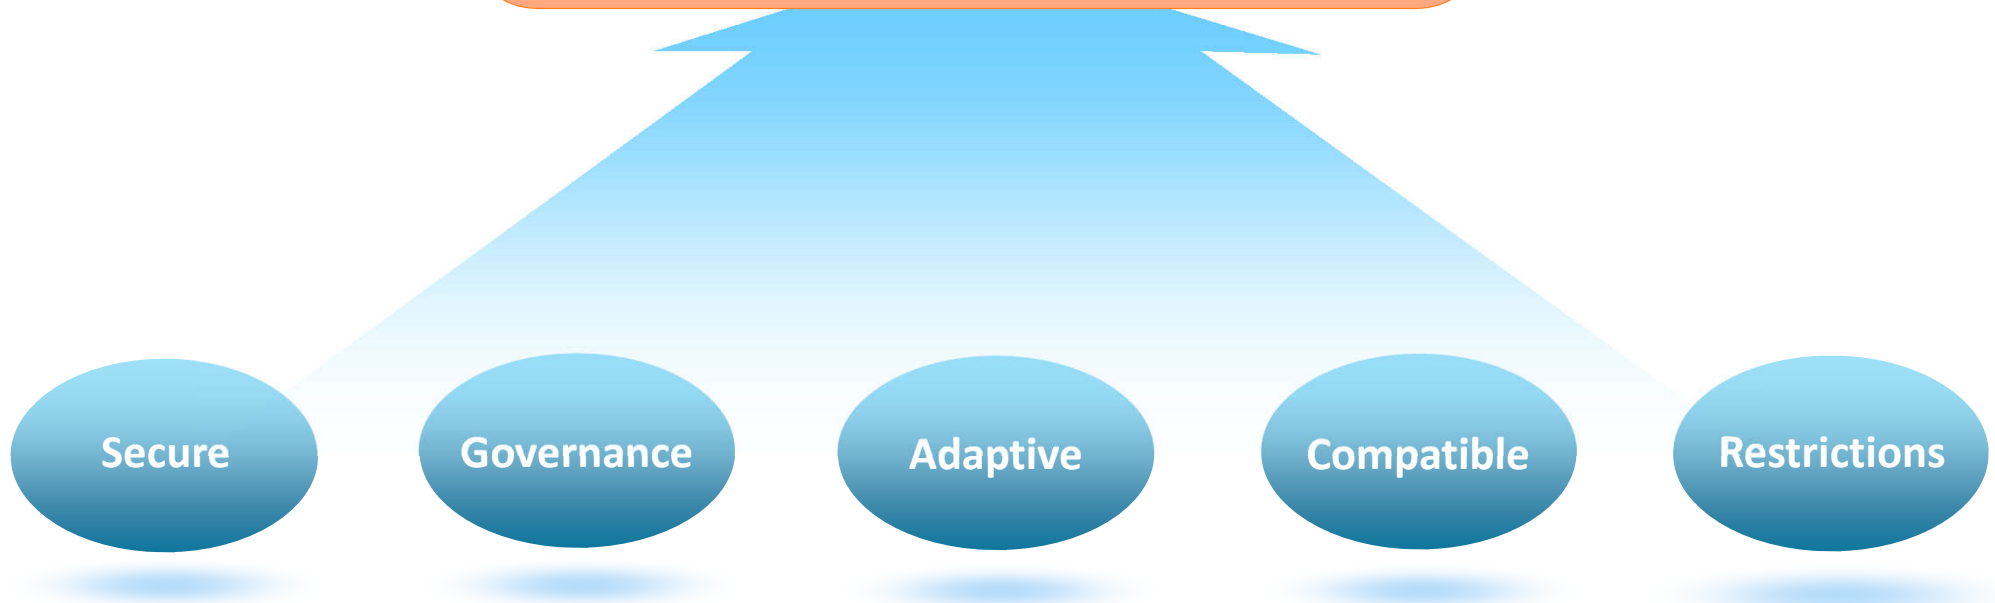 Secure
Governance
Adaptive
Compatible
Restrictions